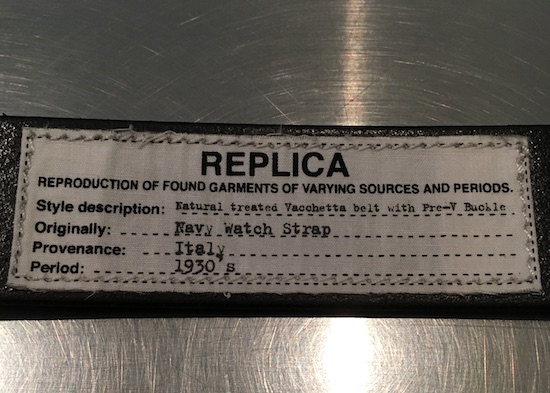 REPLICA
REPRODUCTION OF FOUND GARMENTS OF VARYING SOURCES AND PERIODS.
Style description: Natural treated Vacchetta belt with Pre-V Buckle
Originally: Navy Watch Strap
Provenance: Italy
Period: 1930's